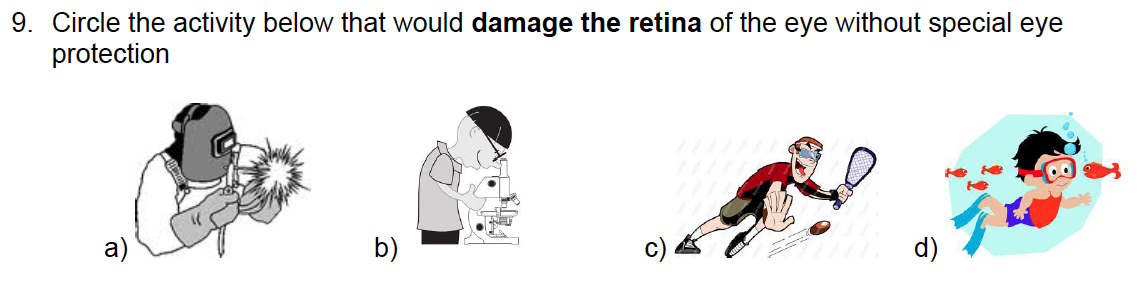 9. Circle the activity below that would damage the retina of the eye without special eye
protection
a) b) c) d)